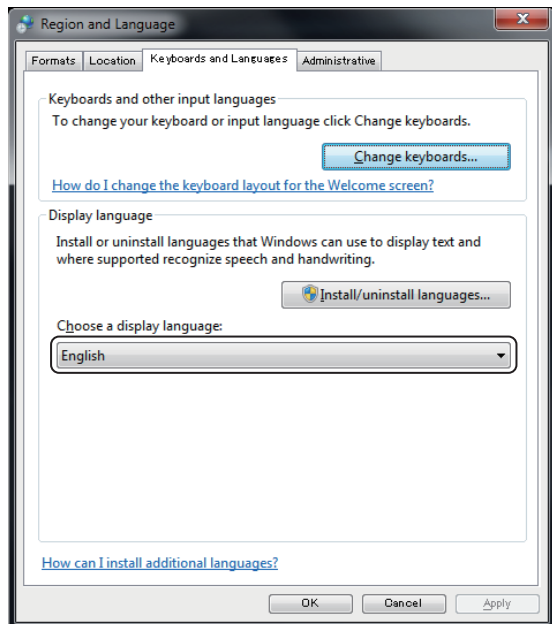 Region and Language
Formats Location Keyboards and Languages Administrative
Keyboards and other input languages
To change your keyboard or input language click Change keyboards.
Change keyboards...
How do I change the keyboard layout for the Welcome screen?
Display language
Install or uninstall languages that Windows can use to display text and
where supported recognize speech and handwriting.
Install/uninstall languages...
Choose a display language:
English
How can I install additional languages?
OK Cancel Apply